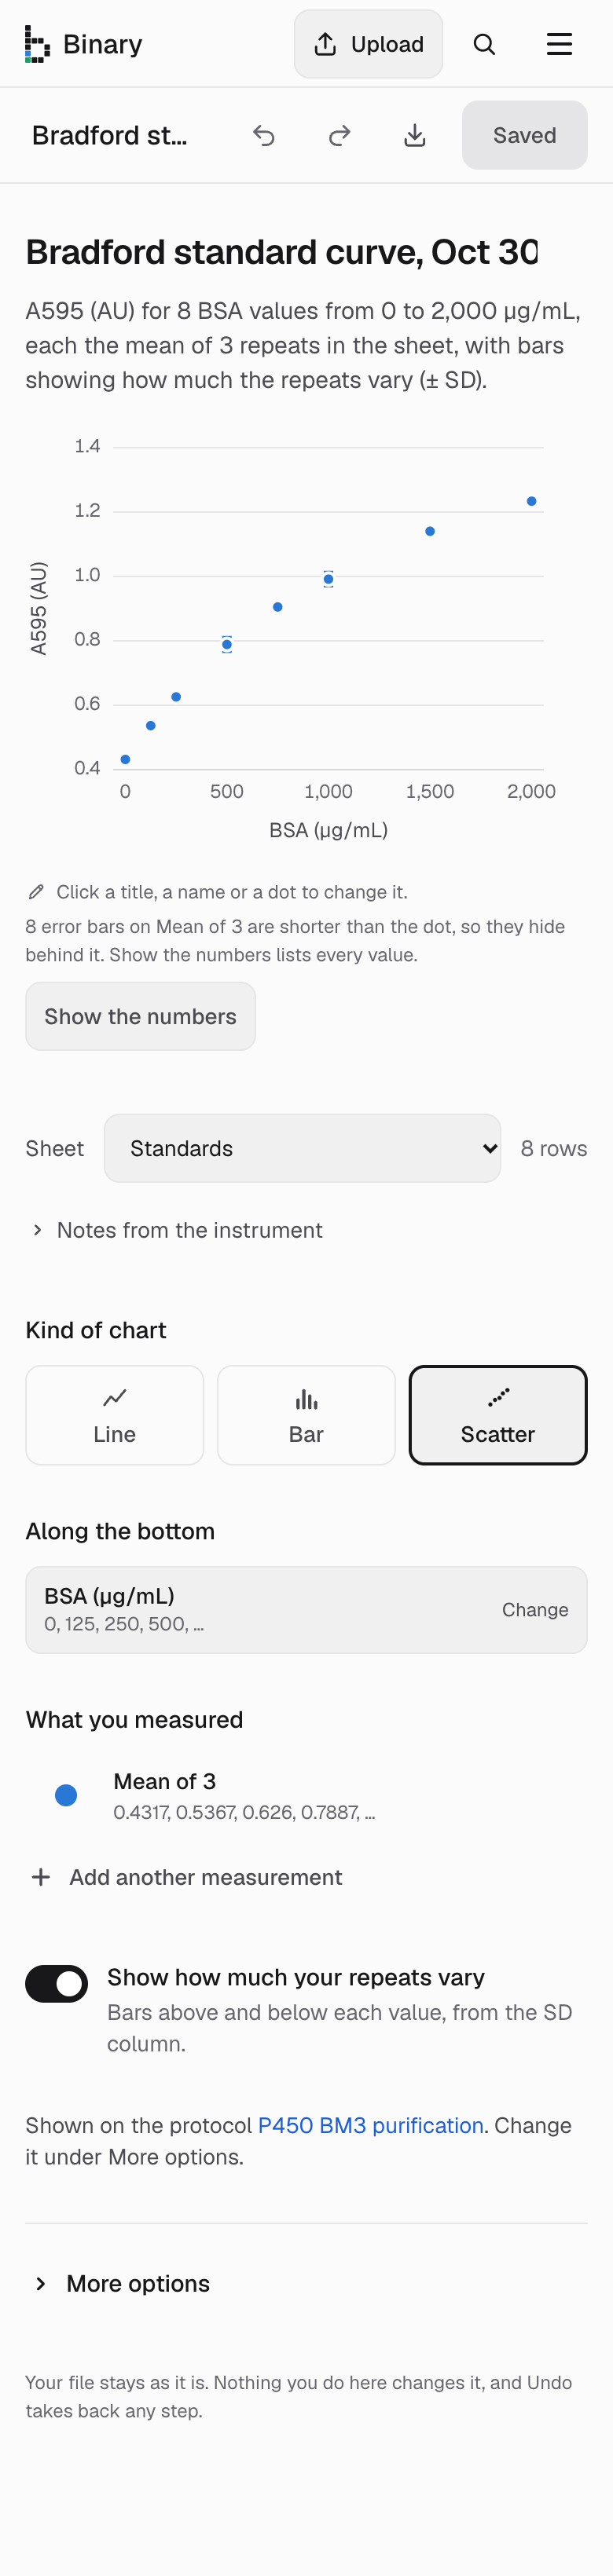 Binary
Upload
Bradford st...
Saved
Bradford standard curve, Oct 30
A595 (AU) for 8 BSA values from 0 to 2,000 µg/mL,
each the mean of 3 repeats in the sheet, with bars
showing how much the repeats vary (± SD).
1.4
1.2
1.0
0.8
0.6
0.4
A595 (AU)
0 500 1,000 1,500 2,000
BSA (µg/mL)
Click a title, a name or a dot to change it.
8 error bars on Mean of 3 are shorter than the dot, so they hide
behind it. Show the numbers lists every value.
Show the numbers
Sheet Standards 8 rows
Notes from the instrument
Kind of chart
Line Bar Scatter
Along the bottom
BSA (µg/mL)
0, 125, 250, 500, ...
Change
What you measured
Mean of 3
0.4317, 0.5367, 0.626, 0.7887, ...
Add another measurement
Show how much your repeats vary
Bars above and below each value, from the SD
column.
Shown on the protocol P450 BM3 purification. Change
it under More options.
More options
Your file stays as it is. Nothing you do here changes it, and Undo
takes back any step.